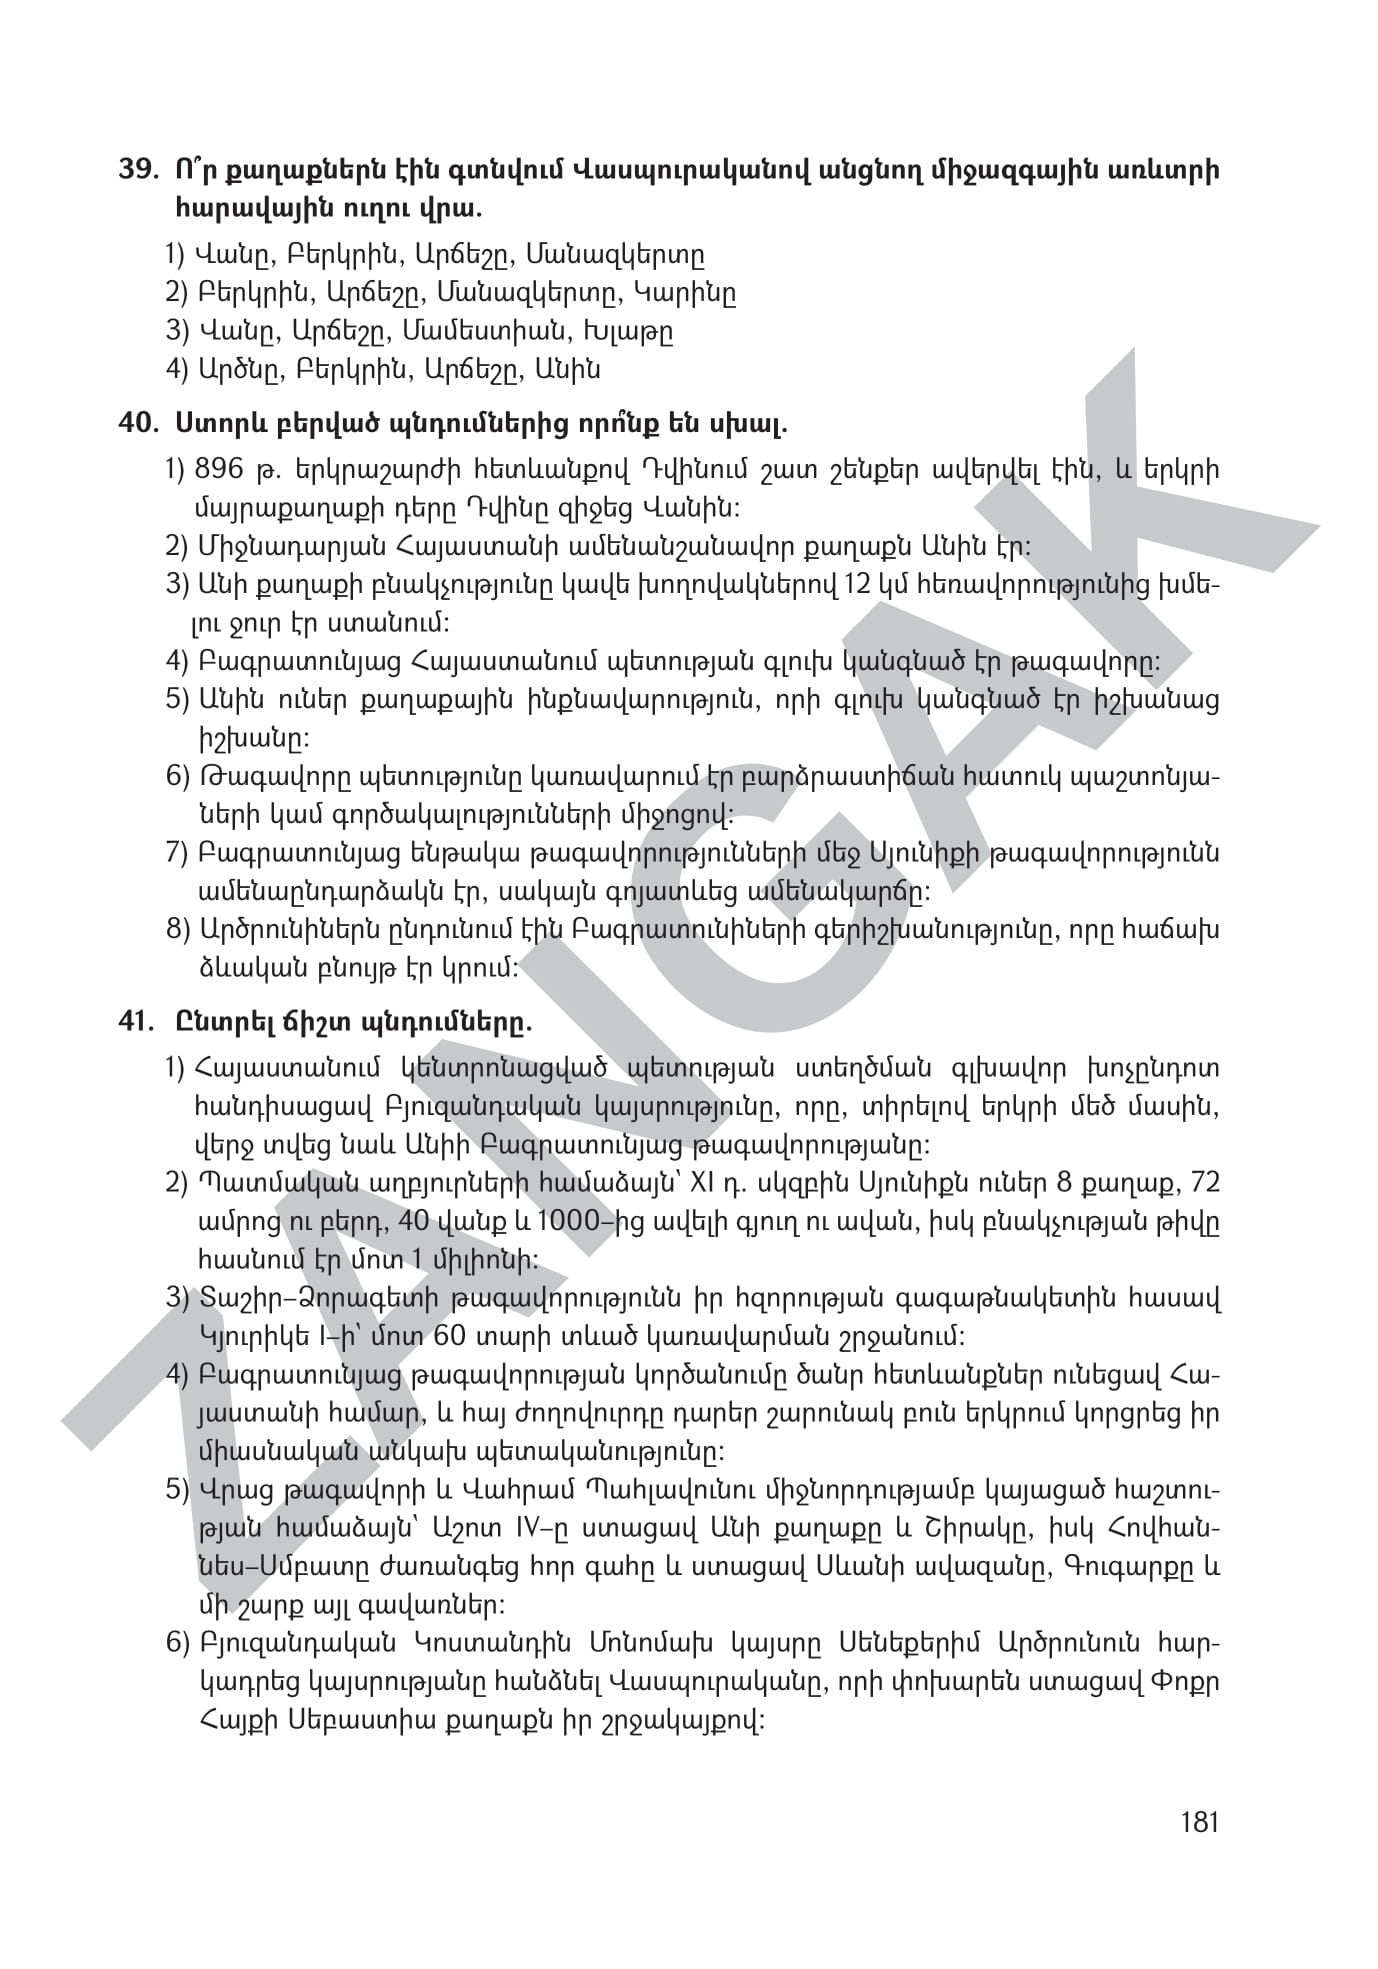 39. Ո՞ր քաղաքներն էին գտնվում Վասպուրականով անցնող միջազգային առևտրի
հարավային ուղու վրա.
1) Վանը, Բերկրին, Արճեշը, Մանազկերտը
2) Բերկրին, Արճեշը, Մանազկերտը, Կարինը
3) Վանը, Արճեշը, Մամեստիան, Խլաթը
4) Արծնը, Բերկրին, Արճեշը, Անին
40. Ստորև բերված պնդումներից որո՞նք են սխալ.
1) 896 թ. երկրաշարժի հետևանքով Դվինում շատ շենքեր ավերվել էին, և երկրի
մայրաքաղաքի դերը Դվինը զիջեց Վանին:
2) Միջնադարյան Հայաստանի ամենանշանավոր քաղաքն Անին էր:
3) Անի քաղաքի բնակչությունը կավե խողովակներով 12 կմ հեռավորությունից խմե-
լու ջուր էր ստանում:
4) Բագրատունյաց Հայաստանում պետության գլուխ կանգնած էր թագավորը:
5) Անին ուներ քաղաքային ինքնավարություն, որի գլուխ կանգնած էր իշխանաց
իշխանը:
6) Թագավորը պետությունը կառավարում էր բարձրաստիճան հատուկ պաշտոնյա-
ների կամ գործակալությունների միջոցով:
7) Բագրատունյաց ենթակա թագավորությունների մեջ Սյունիքի թագավորությունն
ամենաընդարձակն էր, սակայն գոյատևեց ամենակարճը:
8) Արծրունիներն ընդունում էին Բագրատունիների գերիշխանությունը, որը հաճախ
ձևական բնույթ էր կրում:
41. Ընտրել ճիշտ պնդումները.
1) Հայաստանում կենտրոնացված պետության ստեղծման գլխավոր խոչընդոտ
հանդիսացավ Բյուզանդական կայսրությունը, որը, տիրելով երկրի մեծ մասին,
վերջ տվեց նաև Անիի Բագրատունյաց թագավորությանը:
2) Պատմական աղբյուրների համաձայն՝ XI դ. սկզբին Սյունիքն ուներ 8 քաղաք, 72
ամրոց ու բերդ, 40 վանք և 1000–ից ավելի գյուղ ու ավան, իսկ բնակչության թիվը
հասնում էր մոտ 1 միլիոնի:
3) Տաշիր–Ձորագետի թագավորությունն իր հզորության գագաթնակետին հասավ
Կյուրիկե I–ի՝ մոտ 60 տարի տևած կառավարման շրջանում:
4) Բագրատունյաց թագավորության կործանումը ծանր հետևանքներ ունեցավ Հա-
յաստանի համար, և հայ ժողովուրդը դարեր շարունակ բուն երկրում կորցրեց իր
միասնական անկախ պետականությունը:
5) Վրաց թագավորի և Վահրամ Պահլավունու միջնորդությամբ կայացած հաշտու-
թյան համաձայն՝ Աշոտ IV–ը ստացավ Անի քաղաքը և Շիրակը, իսկ Հովհան-
նես–Սմբատը ժառանգեց հոր գահը և ստացավ Սևանի ավազանը, Գուգարքը և
մի շարք այլ գավառներ:
6) Բյուզանդական Կոստանդին Մոնոմախ կայսրը Սենեքերիմ Արծրունուն հար-
կադրեց կայսրությանը հանձնել Վասպուրականը, որի փոխարեն ստացավ Փոքր
Հայքի Սեբաստիա քաղաքն իր շրջակայքով:
181
ZANGAK